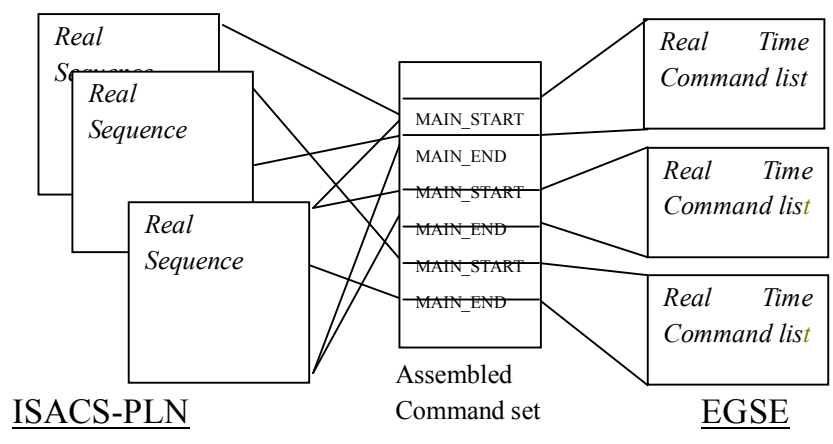 Real
Sequence
Real
Sequence
Real
Sequence
ISACS-PLN
MAIN_START
MAIN_END
MAIN_START
MAIN_END
MAIN_START
MAIN_END
Assembled
Command set
Real Time
Command list
Real Time
Command list
Real Time
Command list
EGSE